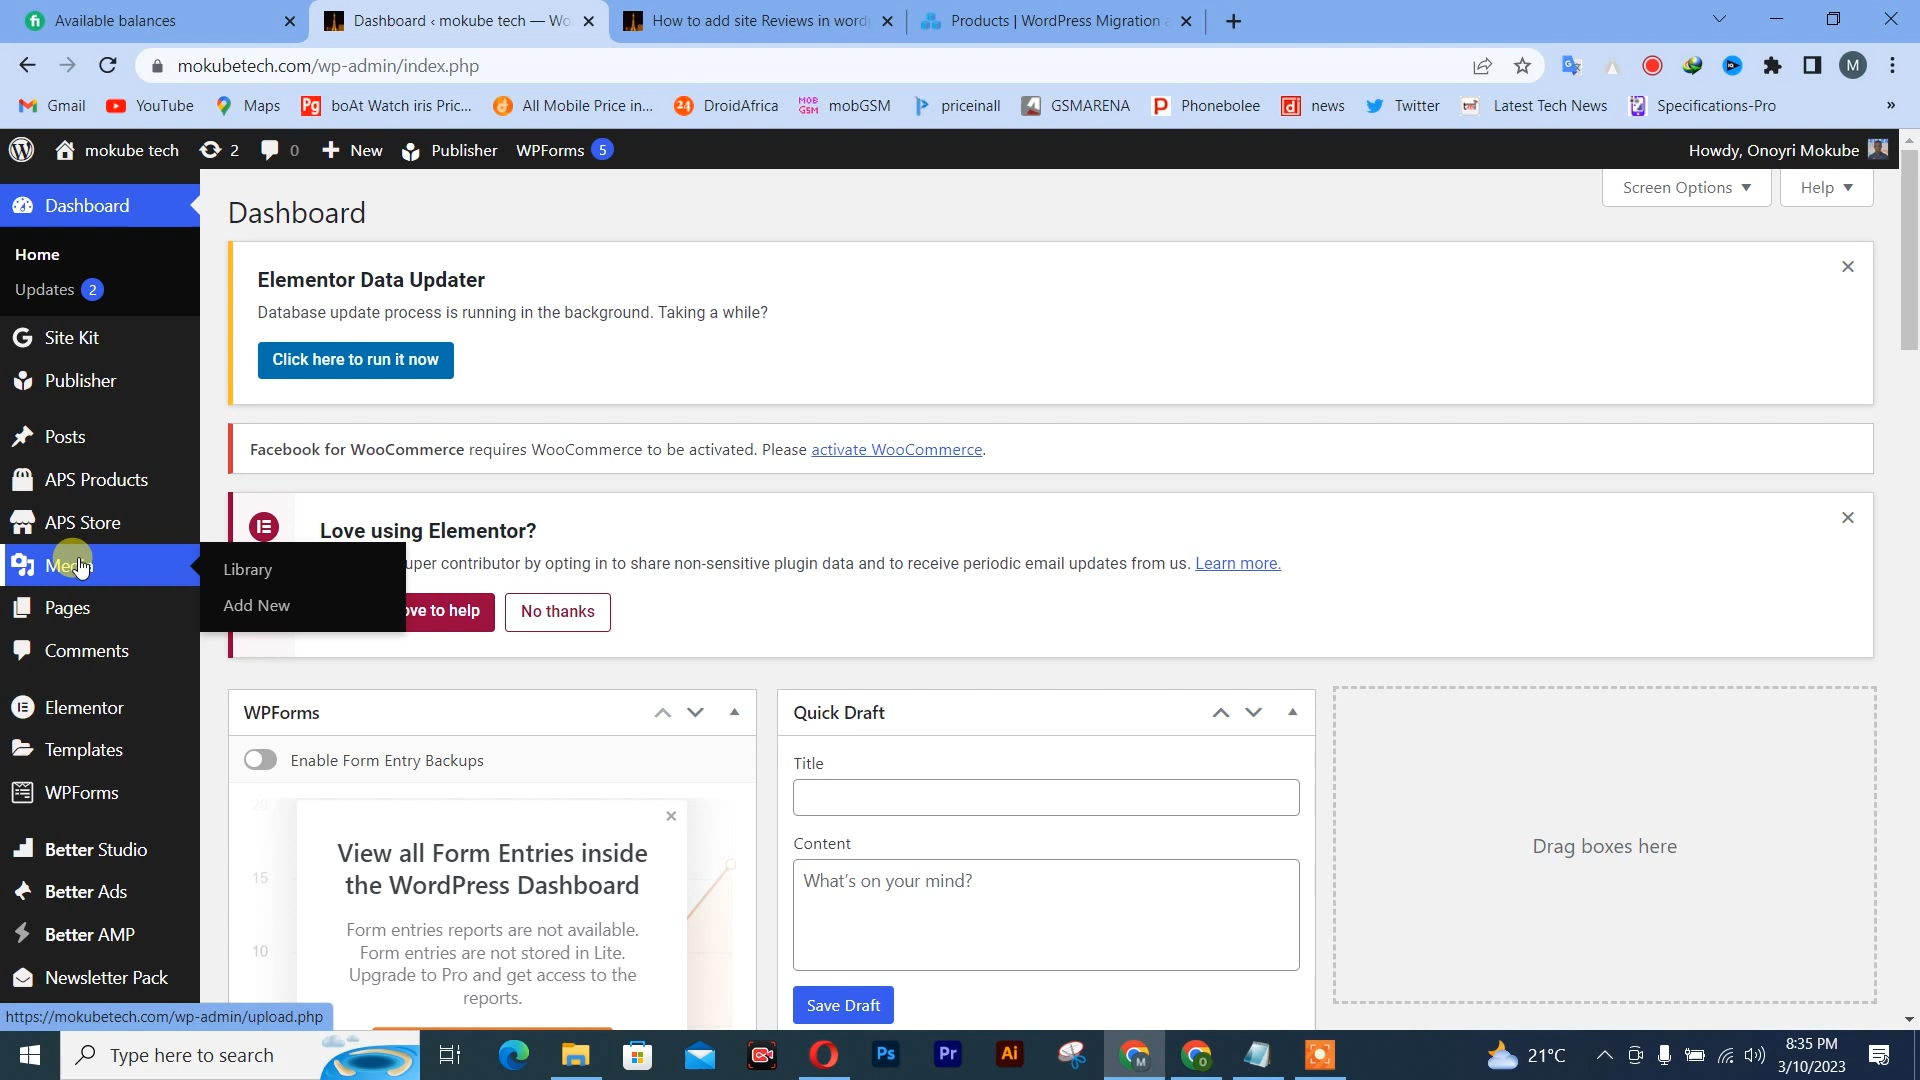 Available balances
Dashboard ‹ mokube tech — Wo
How to add site Reviews in word
Products | WordPress Migration
mokubetech.com/wp-admin/index.php
M
Gmail
YouTube
Maps
Pg boAt Watch iris Pric...
All Mobile Price in...
24 DroidAfrica
MOB GSM mobGSM
priceinall
GSMARENA
Phonebolee
news
Twitter
Latest Tech News
Specifications-Pro
»
mokube tech
2
0
New
Publisher
WPForms 5
Howdy, Onoyri Mokube
Dashboard
Screen Options
Help
Home
Updates 2
Site Kit
Publisher
Posts
APS Products
APS Store
Pages
Comments
Elementor
Templates
WPForms
Better Studio
Better Ads
Better AMP
Newsletter Pack
Library
Add New
Dashboard
Elementor Data Updater
Database update process is running in the background. Taking a while?
Click here to run it now
Facebook for WooCommerce requires WooCommerce to be activated. Please activate WooCommerce.
Love using Elementor?
uper contributor by opting in to share non-sensitive plugin data and to receive periodic email updates from us. Learn more.
ove to help
No thanks
WPForms
Enable Form Entry Backups
20
15
10
View all Form Entries inside
the WordPress Dashboard
Form entries reports are not available.
Form entries are not stored in Lite.
Upgrade to Pro and get access to the
reports.
Quick Draft
Title
Content
What's on your mind?
Save Draft
Drag boxes here
https://mokubetech.com/wp-admin/upload.php
Type here to search
Ps
Pr
Ai
21°C
8:35 PM
3/10/2023